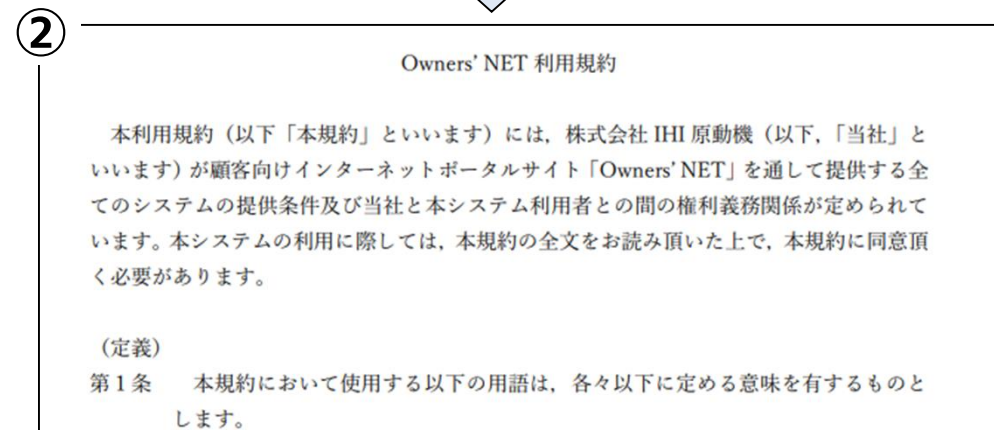 ②
Owners’ NET 利用規約
本利用規約（以下「本規約」といいます）には，株式会社 IHI 原動機（以下，「当社」と
いいます）が顧客向けインターネットポータルサイト「Owners’ NET」を通して提供する全
てのシステムの提供条件及び当社と本システム利用者との間の権利義務関係が定められて
います。本システムの利用に際しては，本規約の全文をお読み頂いた上で，本規約に同意頂
く必要があります。
（定義）
第１条　本規約において使用する以下の用語は，各々以下に定める意味を有するものと
します。